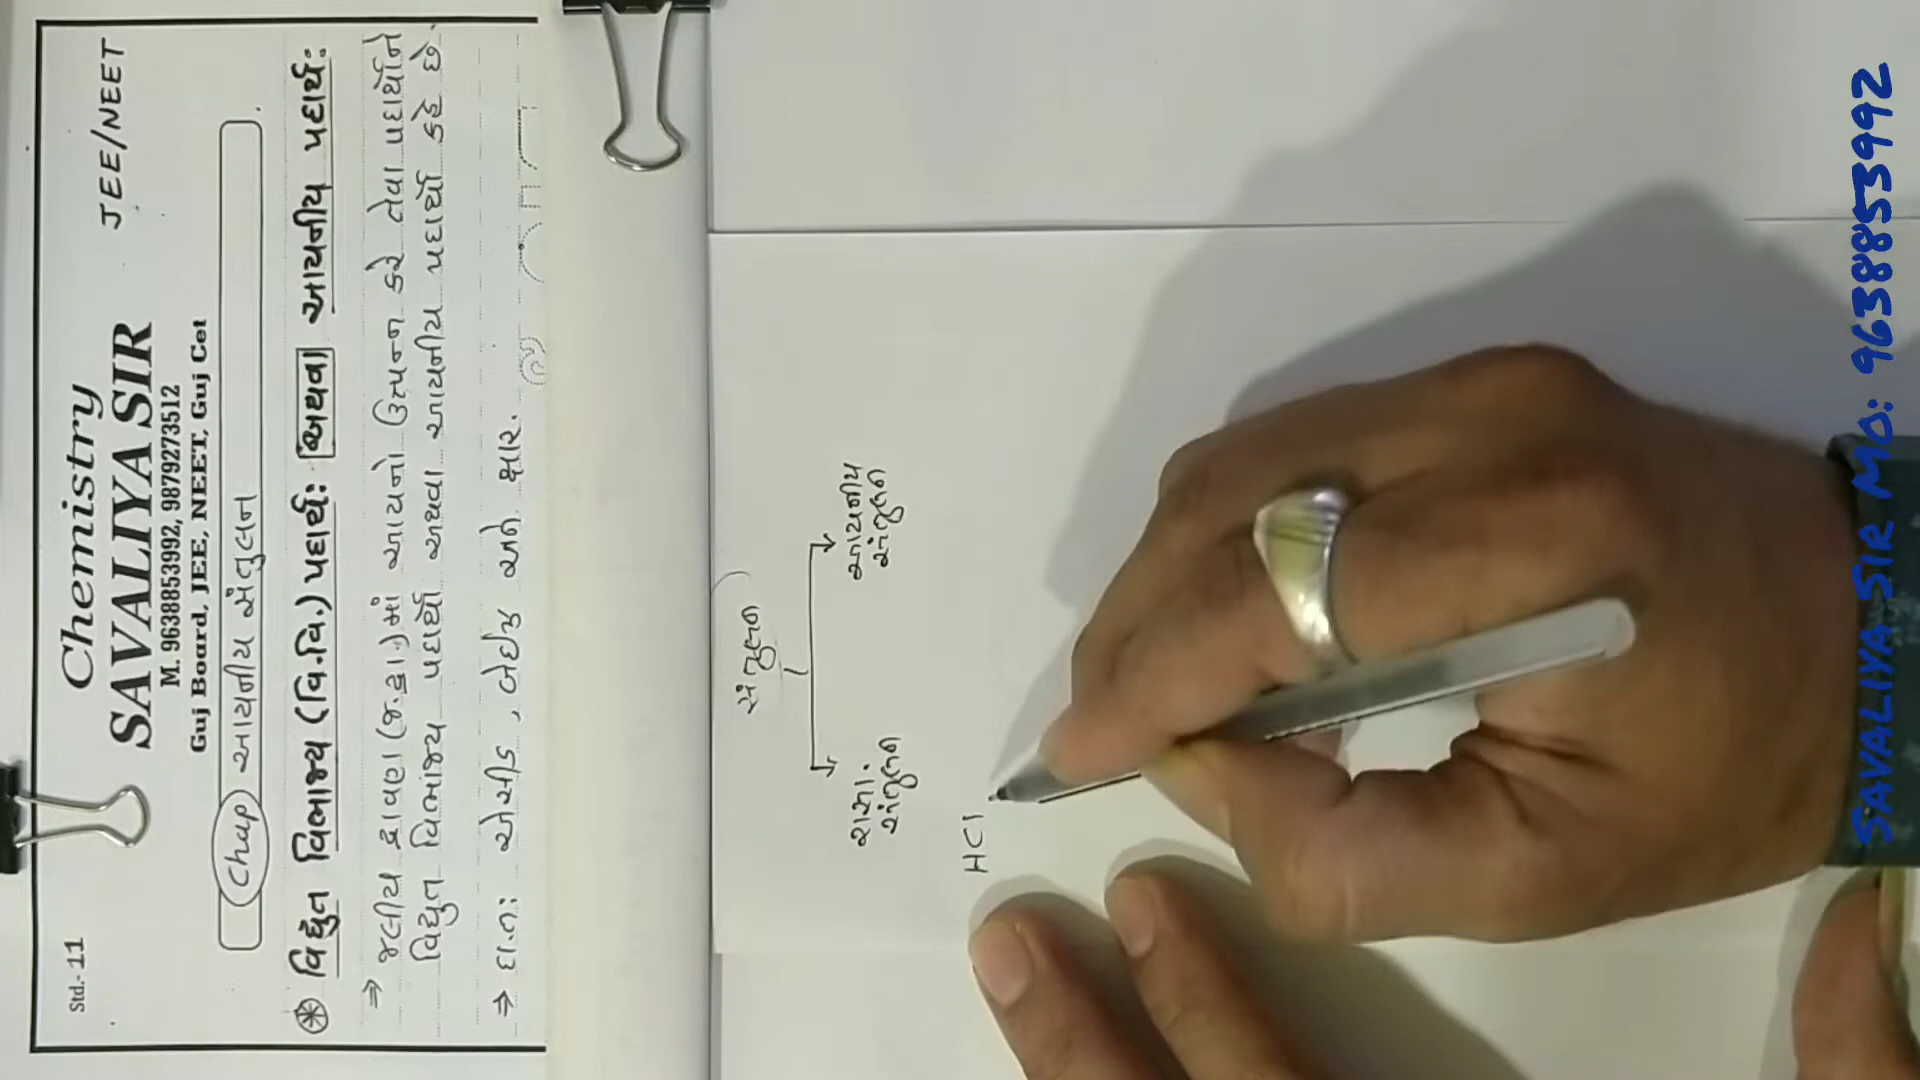 Std.- 11
Chemistry
JEE/NEET
SAVALIYA SIR
M. 9638853992, 9879273512
Guj Board, JEE, NEET, Guj Cet
Chap આયનીય સંતુલન
વિદ્યુત વિભાજ્ય (વિ.વિ.) પદાર્થ: અથવા આયનીય પદાર્થ:
⇒ જલીય દ્રાવણ (જ.દ્રા.) માં આયનો ઉત્પન્ન કરે તેવા પદાર્થોને
વિદ્યુત વિભાજ્ય પદાર્થો અથવા આયનીય પદાર્થો કહે છે.
⇒ દા.ત: એસીડ, બેઇઝ અને ક્ષાર.
સંતુલન
રાસા. સંતુલન
આયનીય સંતુલન
HCl
SAVALIYA SIR MO: 9638853992